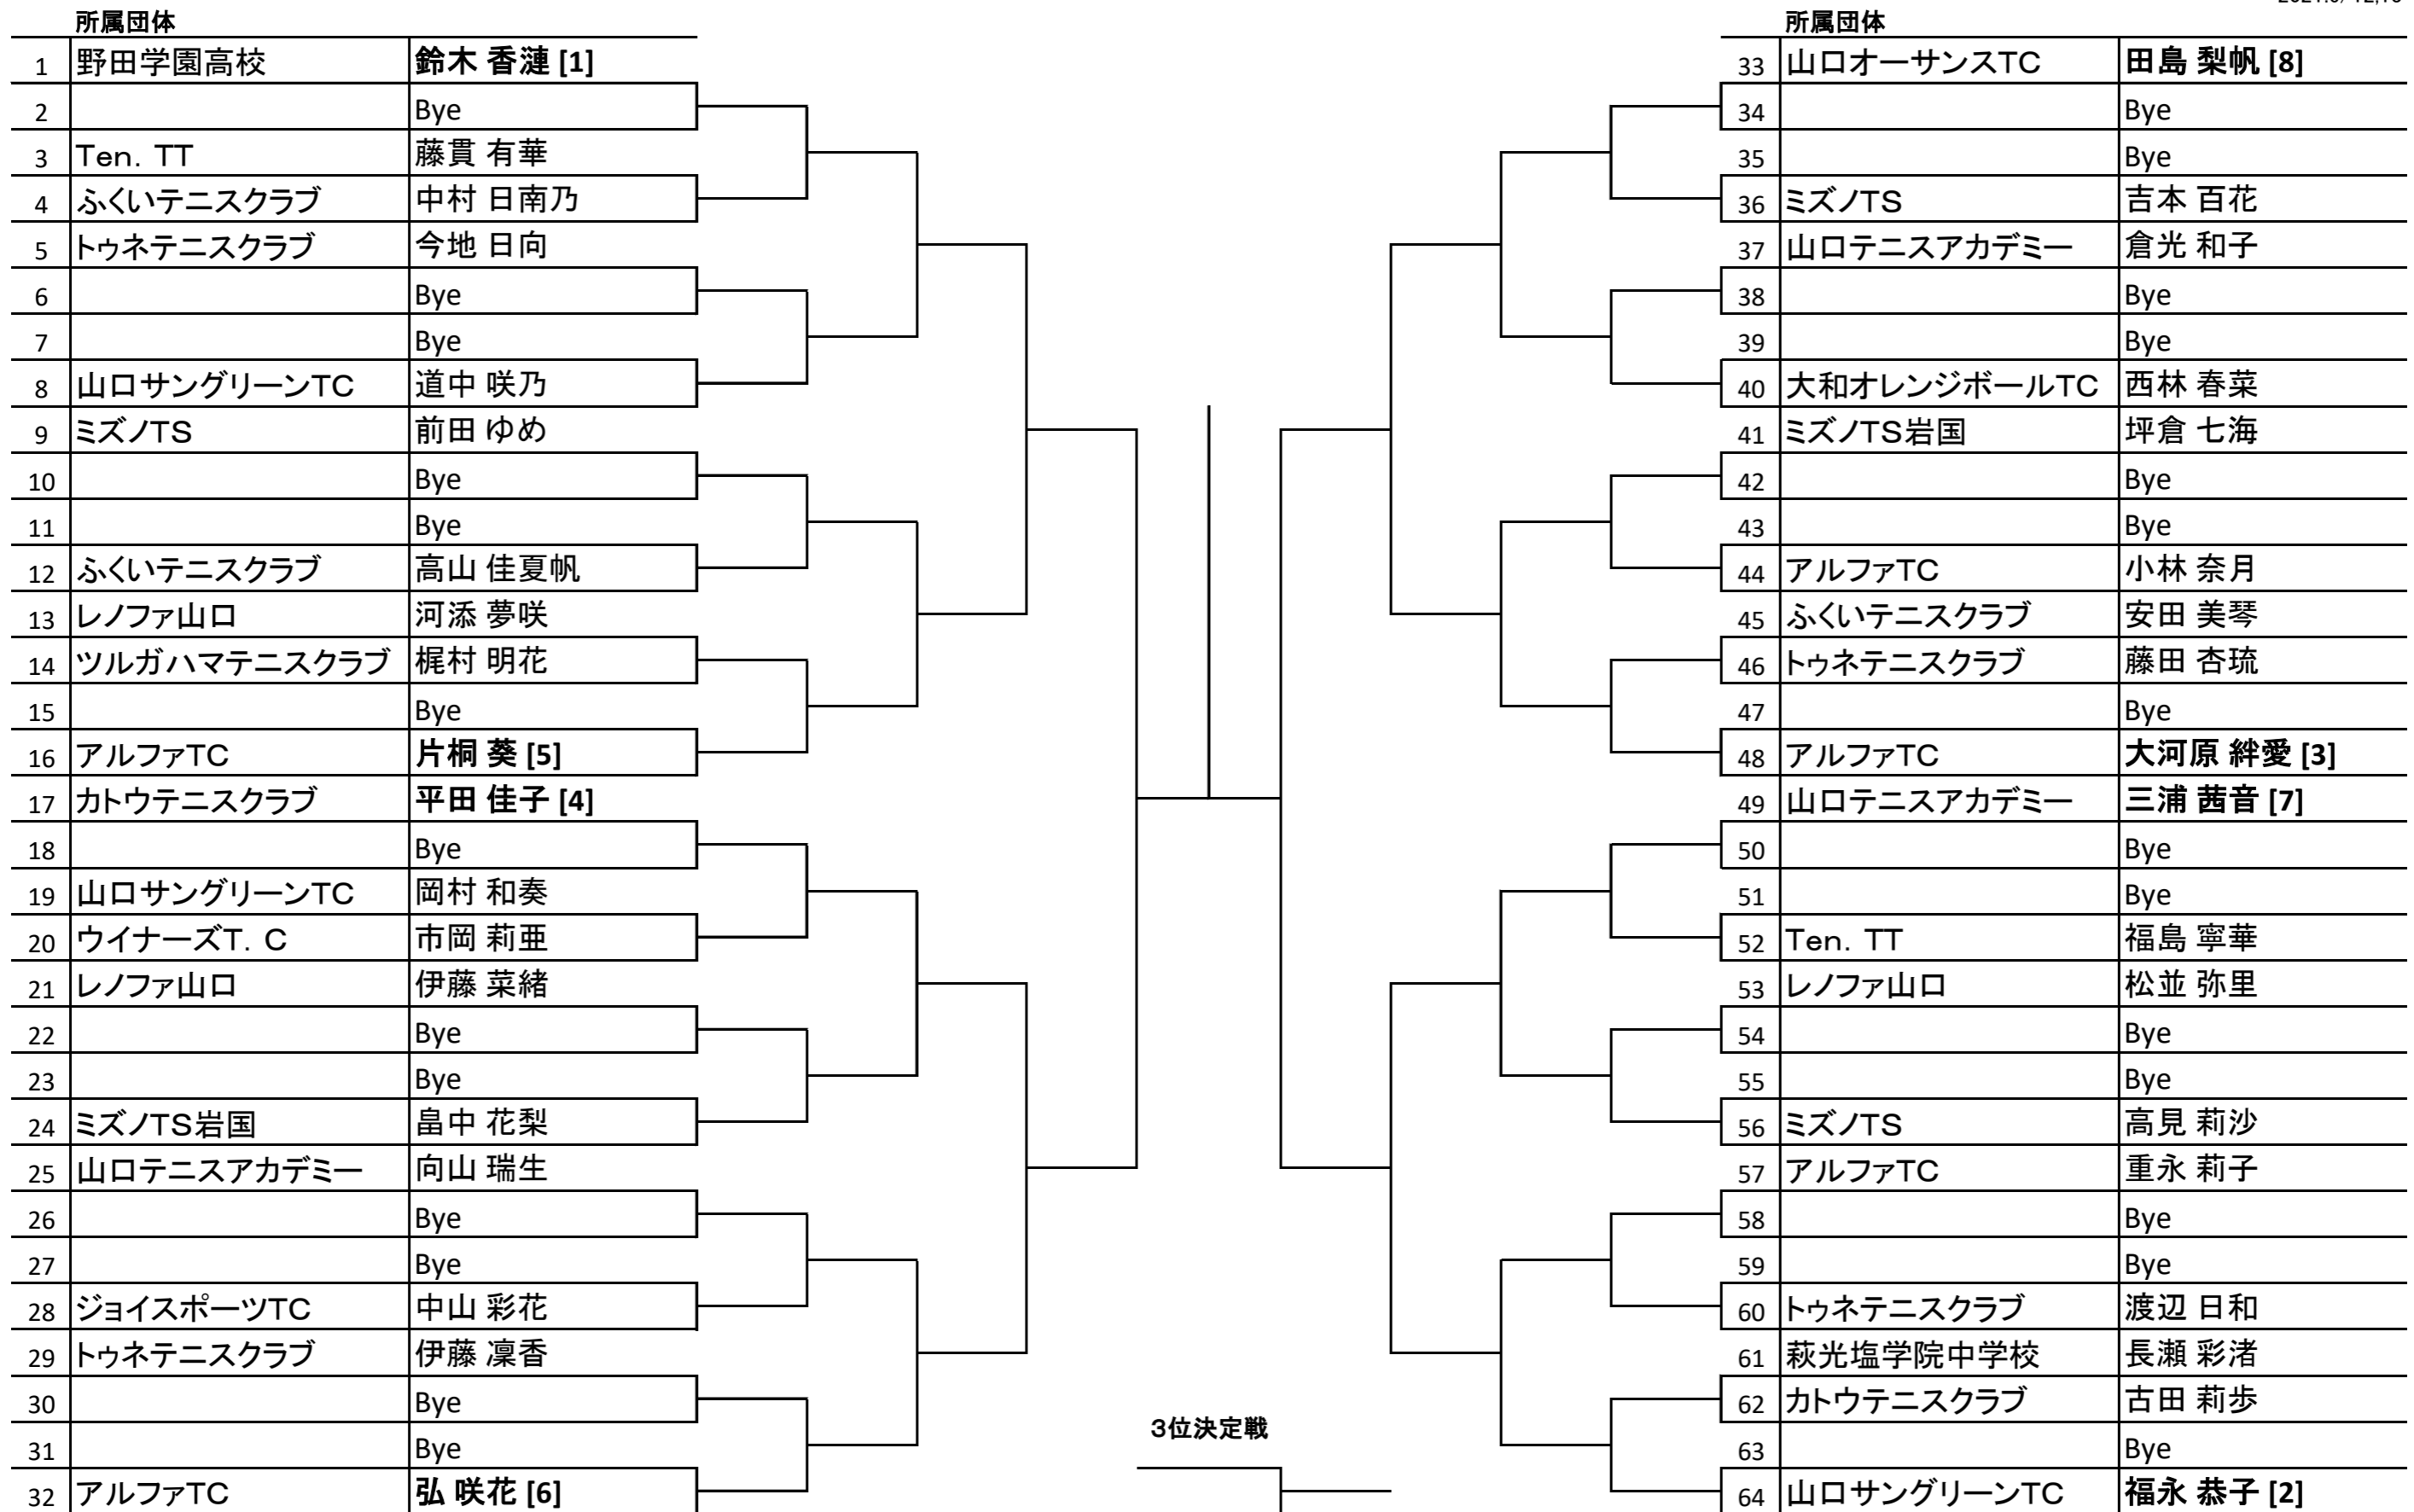 所属団体
1 野田学園高校 鈴木 香漣 [1]
2 Bye
3 Ten. TT 藤貫 有華
4 ふくいテニスクラブ 中村 日南乃
5 トゥネテニスクラブ 今地 日向
6 Bye
7 Bye
8 山口サングリーンTC 道中 咲乃
9 ミズノTS 前田 ゆめ
10 Bye
11 Bye
12 ふくいテニスクラブ 高山 佳夏帆
13 レノファ山口 河添 夢咲
14 ツルガハマテニスクラブ 梶村 明花
15 Bye
16 アルファTC 片桐 葵 [5]
17 カトウテニスクラブ 平田 佳子 [4]
18 Bye
19 山口サングリーンTC 岡村 和奏
20 ウイナーズT. C 市岡 莉亜
21 レノファ山口 伊藤 菜緒
22 Bye
23 Bye
24 ミズノTS岩国 畠中 花梨
25 山口テニスアカデミー 向山 瑞生
26 Bye
27 Bye
28 ジョイスポーツTC 中山 彩花
29 トゥネテニスクラブ 伊藤 凜香
30 Bye
31 Bye
32 アルファTC 弘 咲花 [6]
3位決定戦
所属団体
33 山口オーサンスTC 田島 梨帆 [8]
34 Bye
35 Bye
36 ミズノTS 吉本 百花
37 山口テニスアカデミー 倉光 和子
38 Bye
39 Bye
40 大和オレンジボールTC 西林 春菜
41 ミズノTS岩国 坪倉 七海
42 Bye
43 Bye
44 アルファTC 小林 奈月
45 ふくいテニスクラブ 安田 美琴
46 トゥネテニスクラブ 藤田 杏琉
47 Bye
48 アルファTC 大河原 絆愛 [3]
49 山口テニスアカデミー 三浦 茜音 [7]
50 Bye
51 Bye
52 Ten. TT 福島 寧華
53 レノファ山口 松並 弥里
54 Bye
55 Bye
56 ミズノTS 高見 莉沙
57 アルファTC 重永 莉子
58 Bye
59 Bye
60 トゥネテニスクラブ 渡辺 日和
61 萩光塩学院中学校 長瀬 彩渚
62 カトウテニスクラブ 古田 莉歩
63 Bye
64 山口サングリーンTC 福永 恭子 [2]